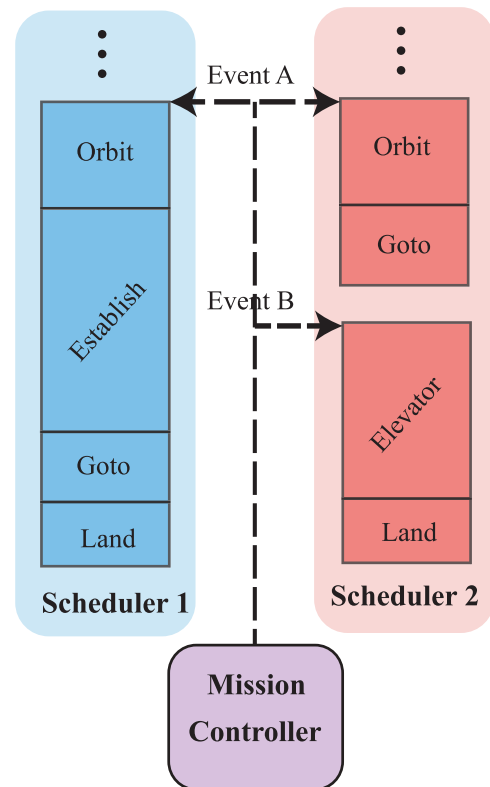 Event A
Orbit
Establish
Goto
Land
Scheduler 1
Orbit
Goto
Event B
Elevator
Land
Scheduler 2
Mission
Controller